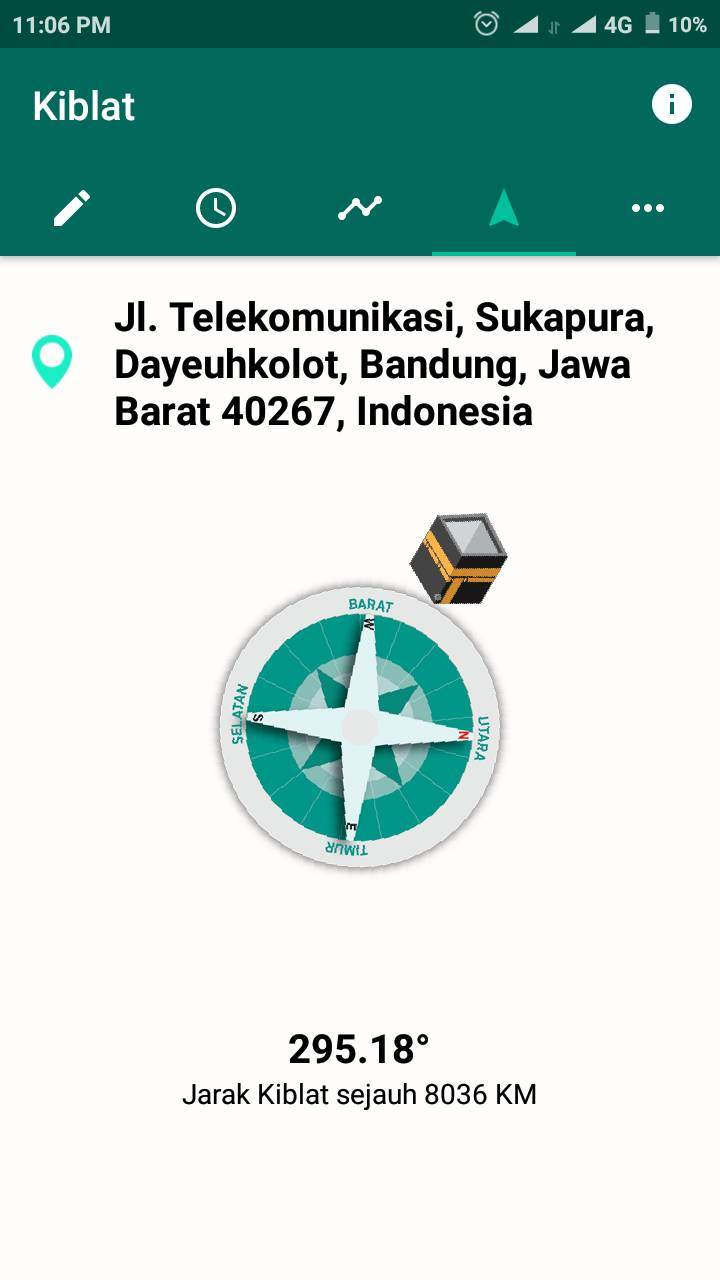 11:06 PM 4G 10%
Kiblat
Jl. Telekomunikasi, Sukapura,
Dayeuhkolot, Bandung, Jawa
Barat 40267, Indonesia
BARAT
W
SELATAN
S
N
UTARA
E
TIMUR
295.18°
Jarak Kiblat sejauh 8036 KM